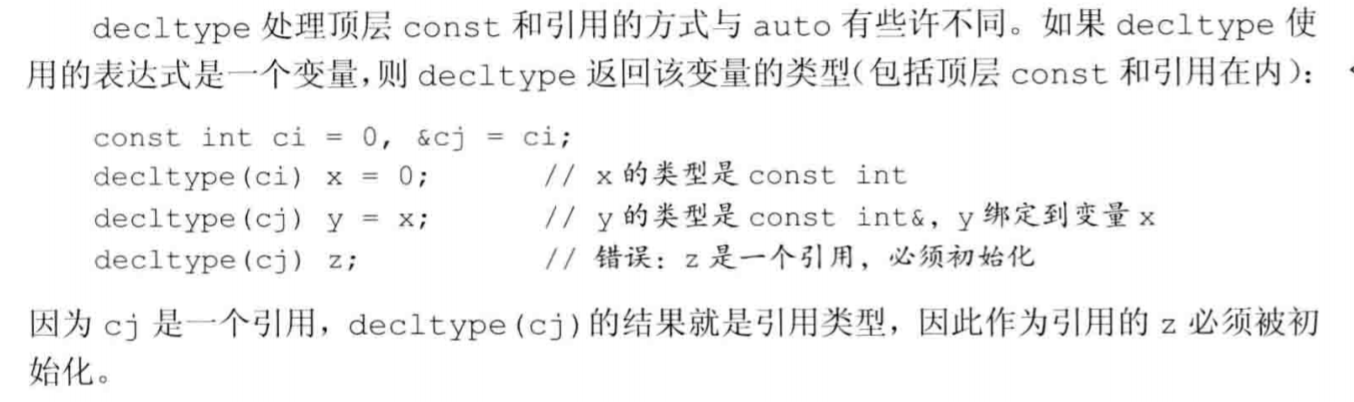 decltype 处理顶层 const 和引用的方式与 auto 有些许不同。如果 decltype 使
用的表达式是一个变量,则 decltype 返回该变量的类型(包括顶层 const 和引用在内):
const int ci = 0, &cj = ci;
decltype(ci) x = 0; // x 的类型是 const int
decltype(cj) y = x; // y 的类型是 const int&, y 绑定到变量 x
decltype(cj) z; // 错误: z 是一个引用, 必须初始化
因为 cj 是一个引用, decltype(cj)的结果就是引用类型, 因此作为引用的 z 必须被初
始化。